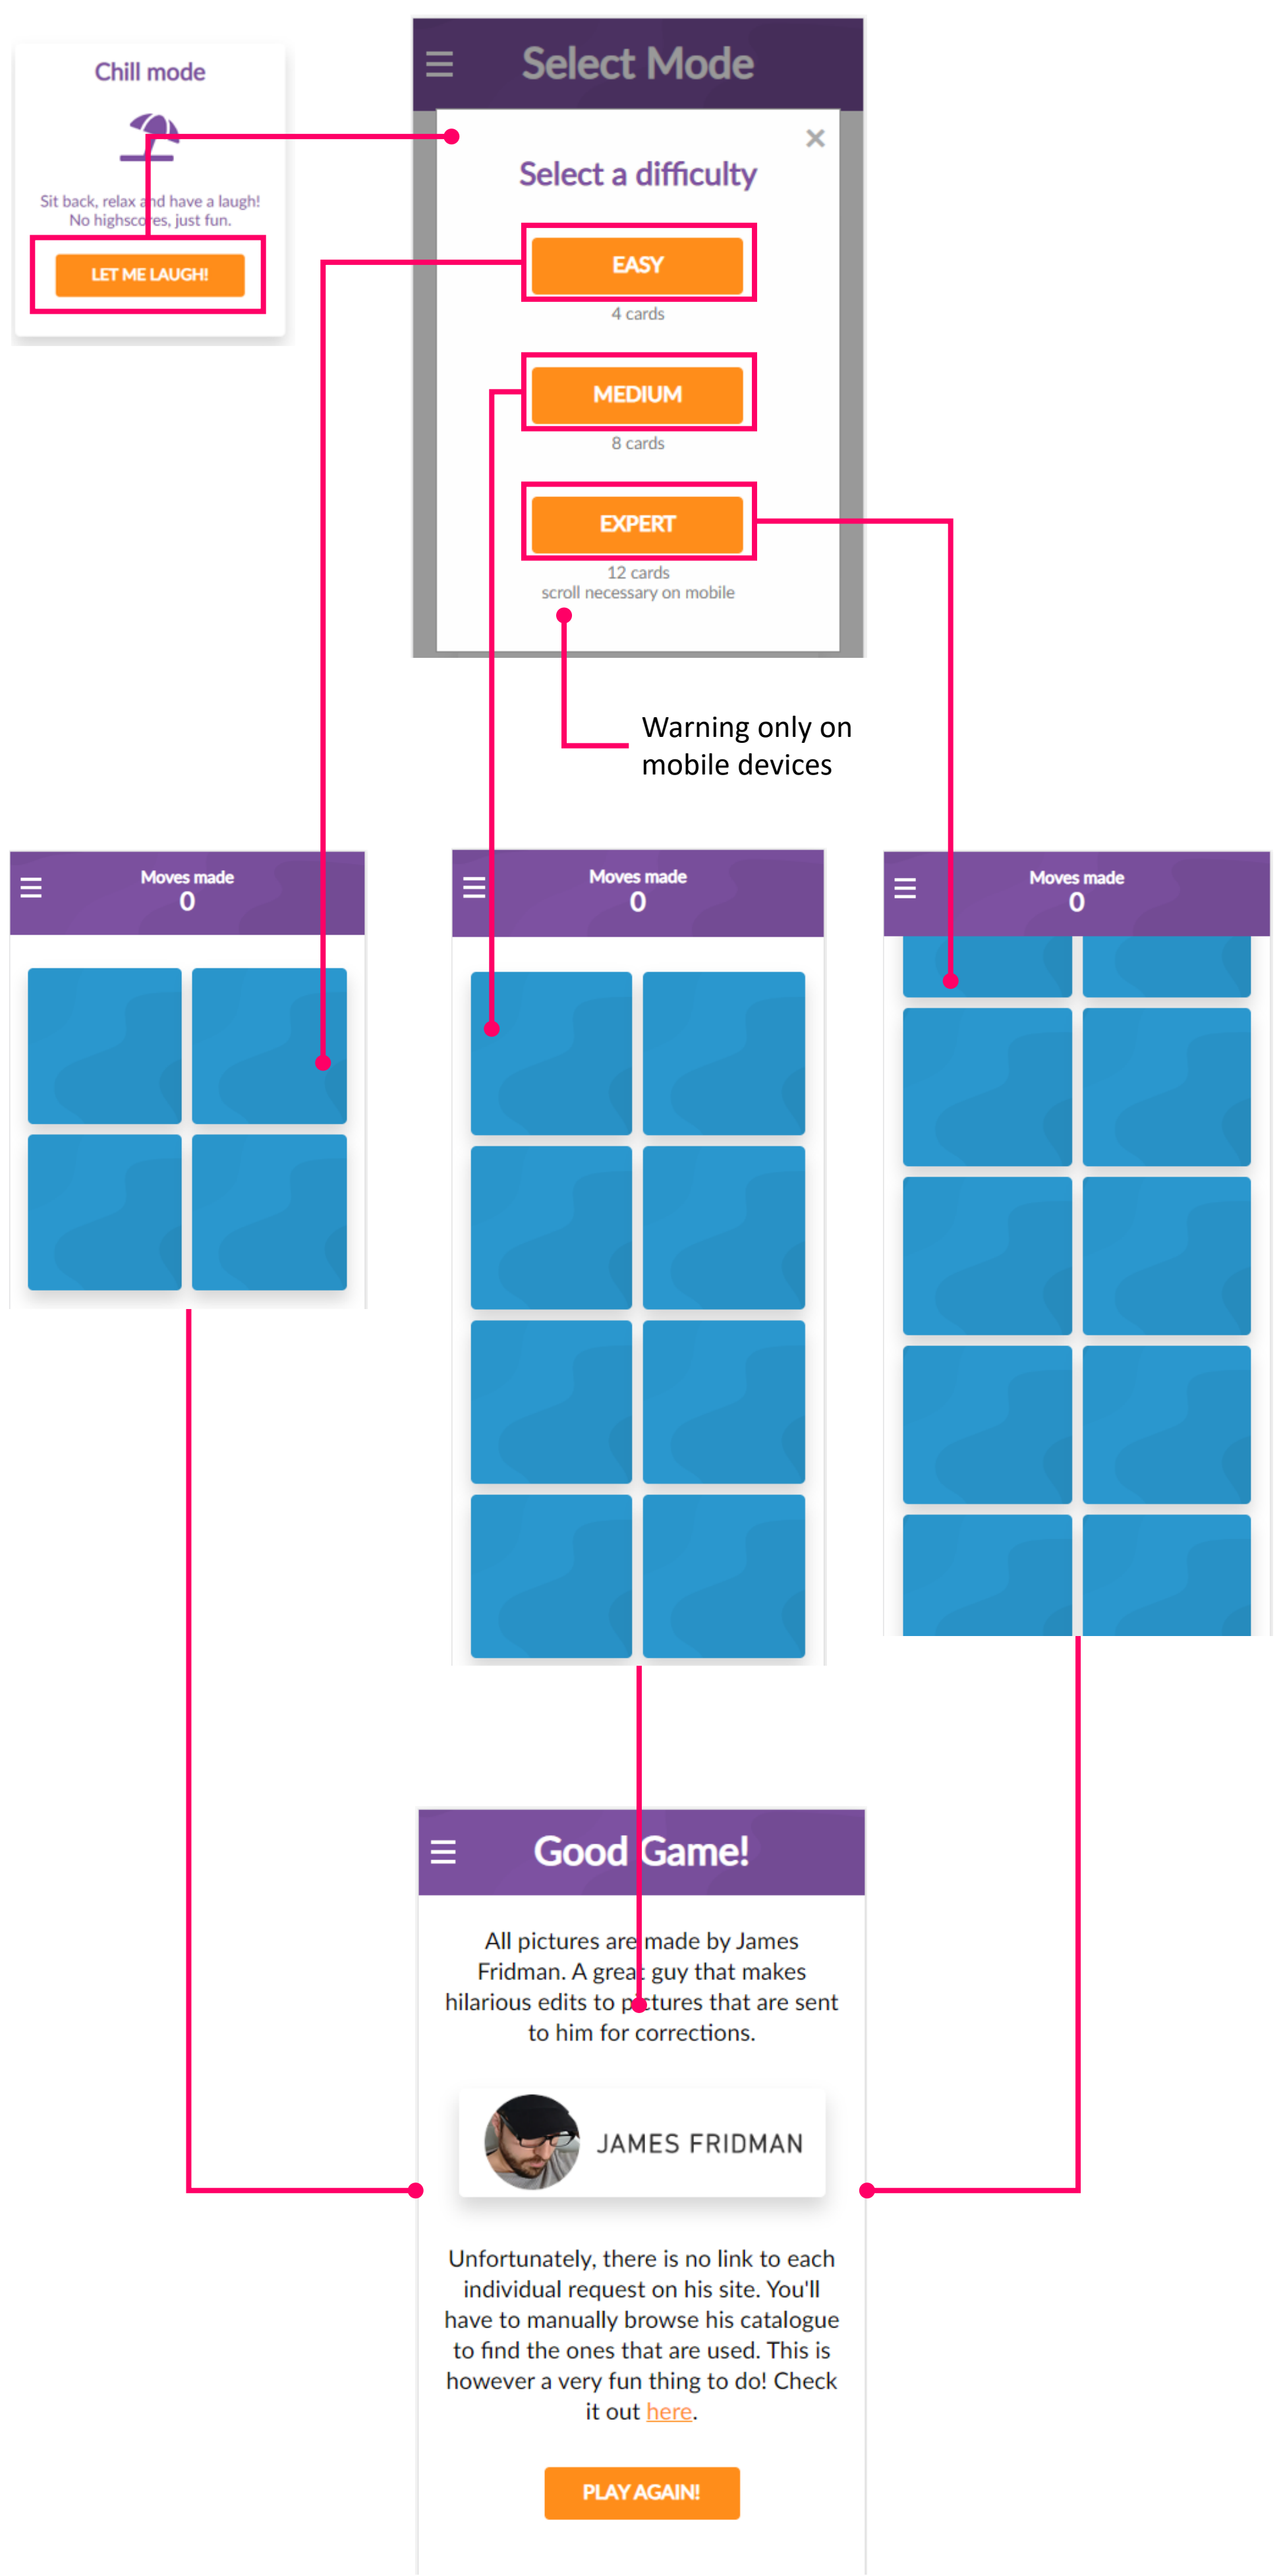 Chill mode
Sit back, relax and have a laugh!
No highscores, just fun.
LET ME LAUGH!
Select Mode
Select a difficulty
EASY
4 cards
MEDIUM
8 cards
EXPERT
12 cards
scroll necessary on mobile
Warning only on
mobile devices
Moves made
0
Moves made
0
Moves made
0
Good Game!
All pictures are made by James
Fridman. A great guy that makes
hilarious edits to pictures that are sent
to him for corrections.
JAMES FRIDMAN
Unfortunately, there is no link to each
individual request on his site. You'll
have to manually browse his catalogue
to find the ones that are used. This is
however a very fun thing to do! Check
it out here.
PLAY AGAIN!